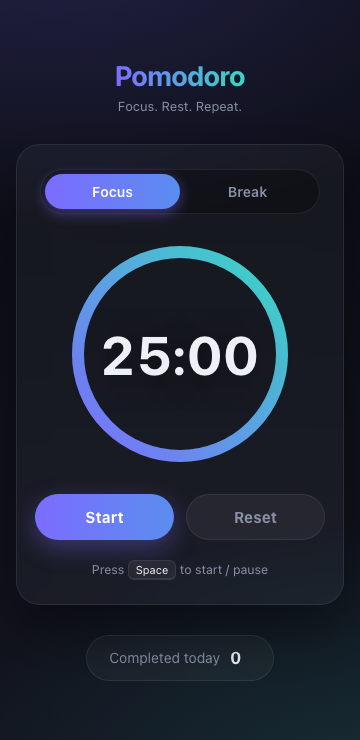 Pomodoro
Focus. Rest. Repeat.
Focus Break
25:00
Start Reset
Press Space to start / pause
Completed today 0